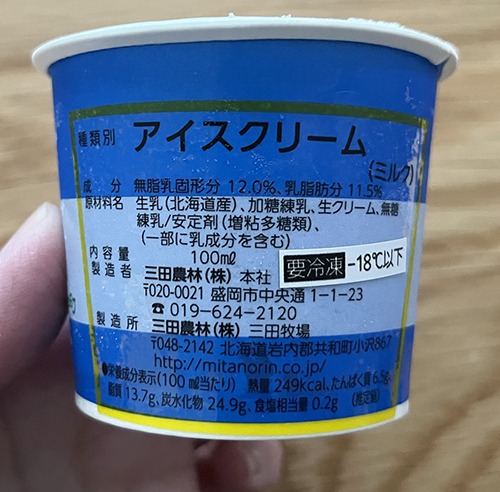 種類別 アイスクリーム
(ミルク)
成 分 無脂乳固形分 12.0%、乳脂肪分 11.5%
原材料名 生乳(北海道産)、加糖練乳、生クリーム、無糖
練乳/安定剤(増粘多糖類)、
(一部に乳成分を含む)
内容量 100ml
要冷凍 -18℃以下
製造者 三田農林(株) 本社
〒020-0021 盛岡市中央通1-1-23
☎ 019-624-2120
製造所 三田農林(株) 三田牧場
〒048-2142 北海道岩内郡共和町小沢867
http://mitanorin.co.jp/
●栄養成分表示(100ml当たり) 熱量 249kcal、たんぱく質 6.5g、
脂質 13.7g、炭水化物 24.9g、食塩相当量 0.2g (推定値)